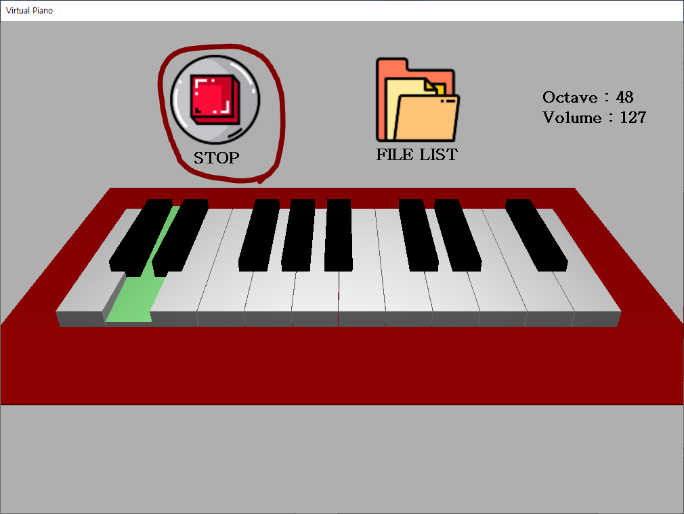 Virtual Piano
STOP
FILE LIST
Octave : 48
Volume : 127